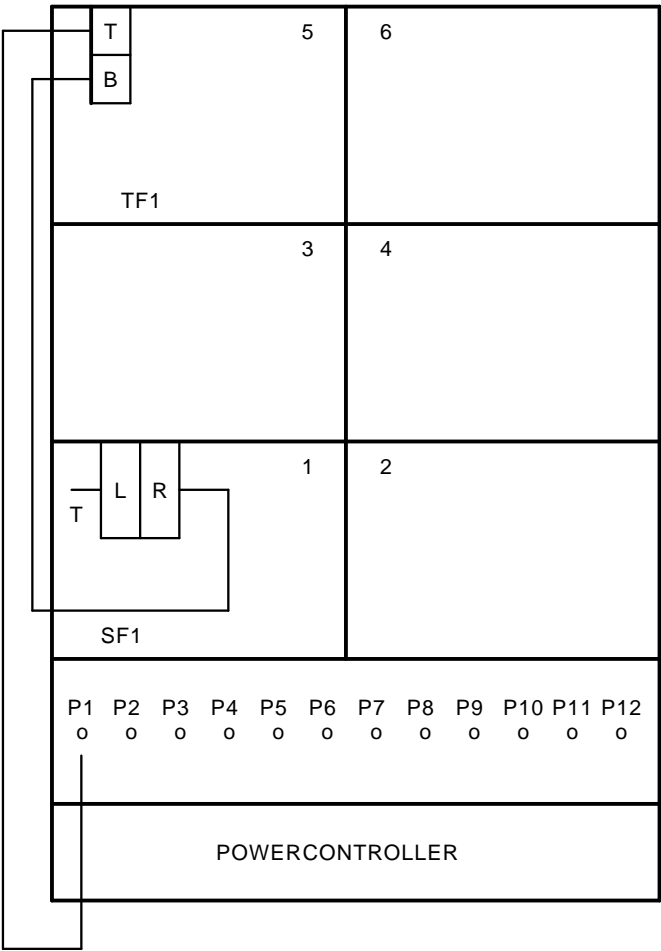 T 5 6
B
TF1
3 4
1 2
L R
T
SF1
P1 P2 P3 P4 P5 P6 P7 P8 P9 P10 P11 P12
o o o o o o o o o o o o
POWERCONTROLLER